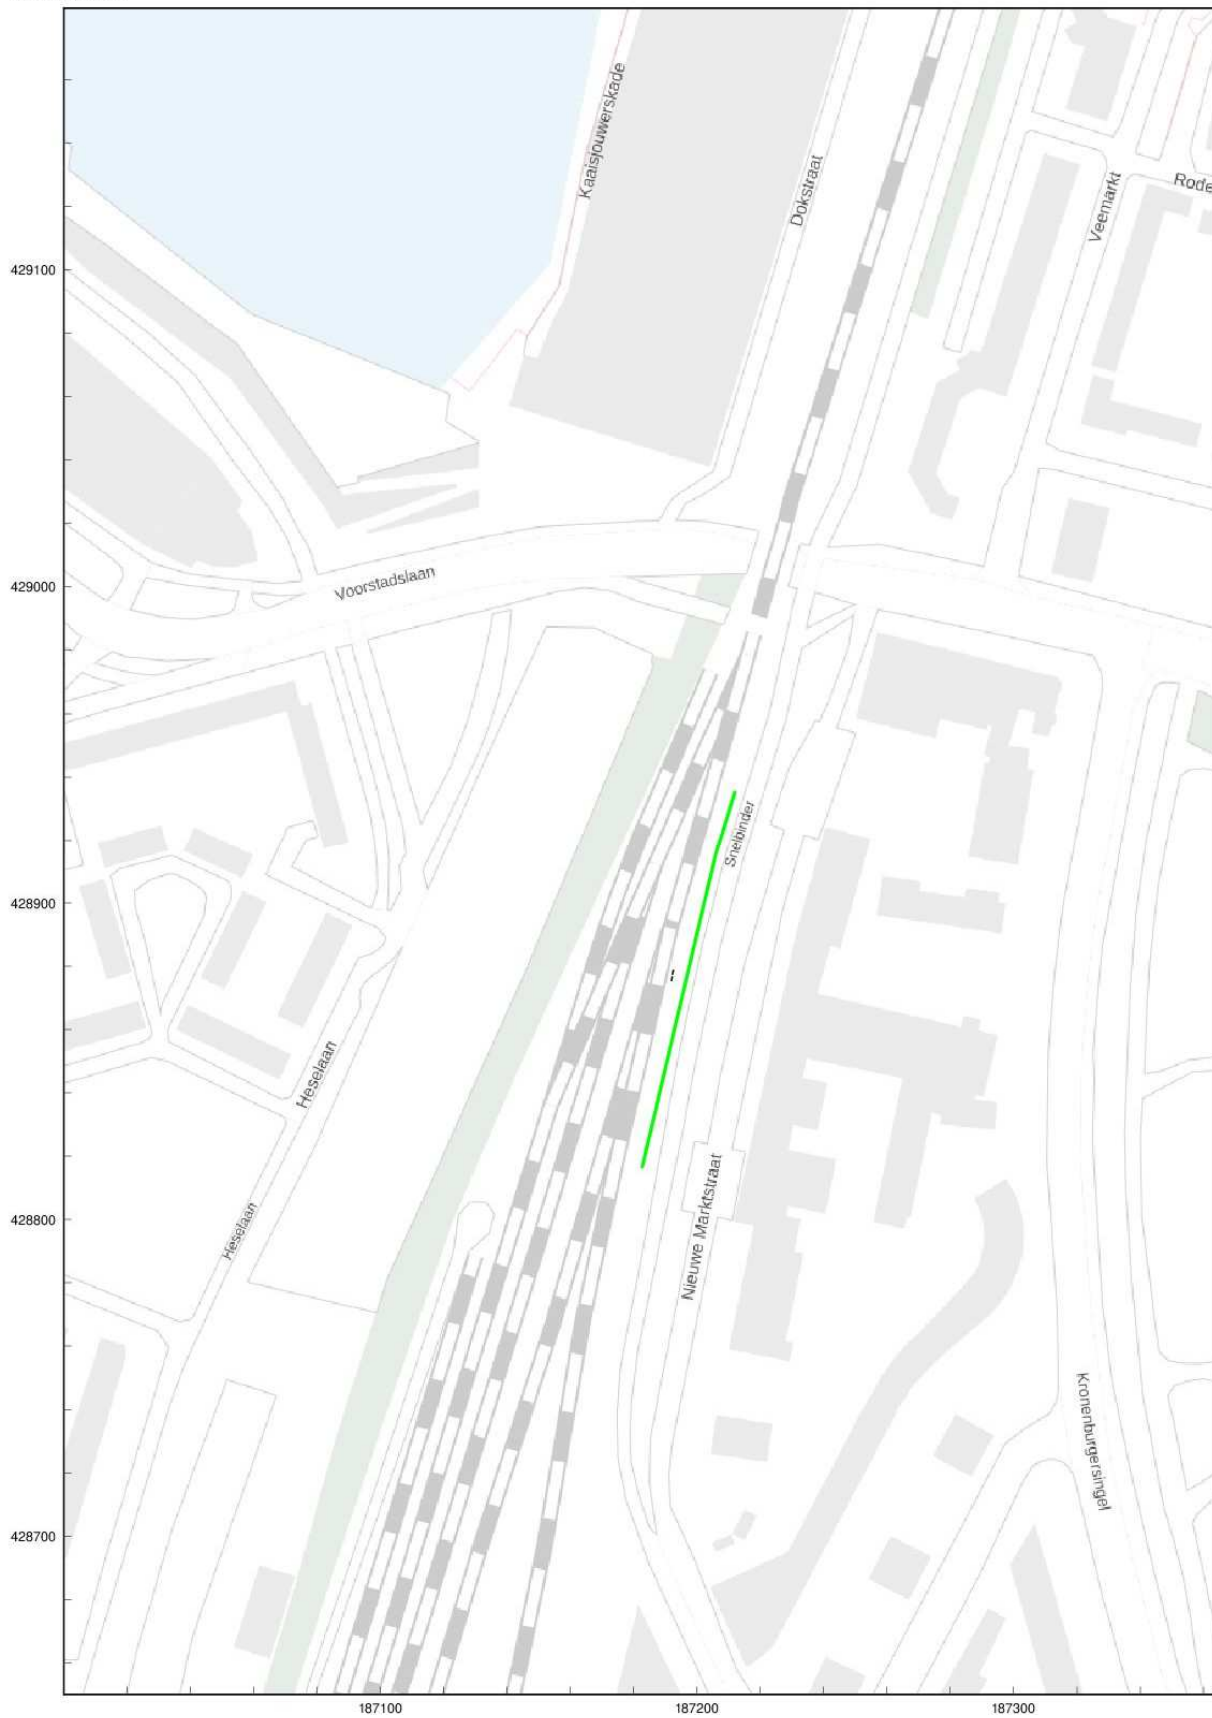 Kaaisjouwerskade
Dokstraat
Veemarkt
Rode
429100
Voorstadslaan
429000
Snelbinder
428900
Heselaan
Heselaan
Nieuwe Marktstraat
428800
Kronenburgersingel
428700
187100
187200
187300